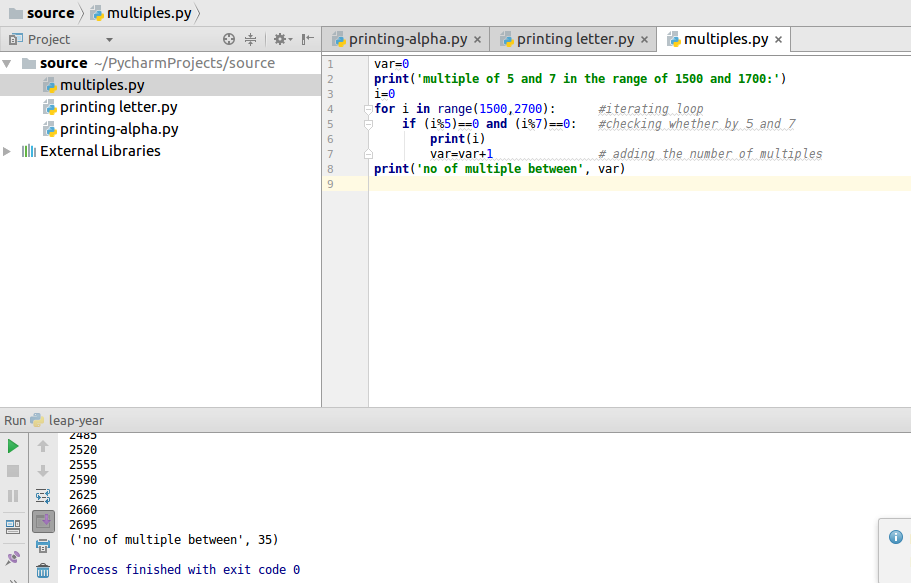 source multiples.py
Project
printing-alpha.py × printing letter.py × multiples.py ×
source ~/PycharmProjects/source
multiples.py
printing letter.py
printing-alpha.py
External Libraries
1 var=0
2 print('multiple of 5 and 7 in the range of 1500 and 1700:')
3 i=0
4 for i in range(1500,2700): #iterating loop
5 if (i%5)==0 and (i%7)==0: #checking whether by 5 and 7
6 print(i)
7 var=var+1 # adding the number of multiples
8 print('no of multiple between', var)
9
Run leap-year
2485
2520
2555
2590
2625
2660
2695
('no of multiple between', 35)
Process finished with exit code 0